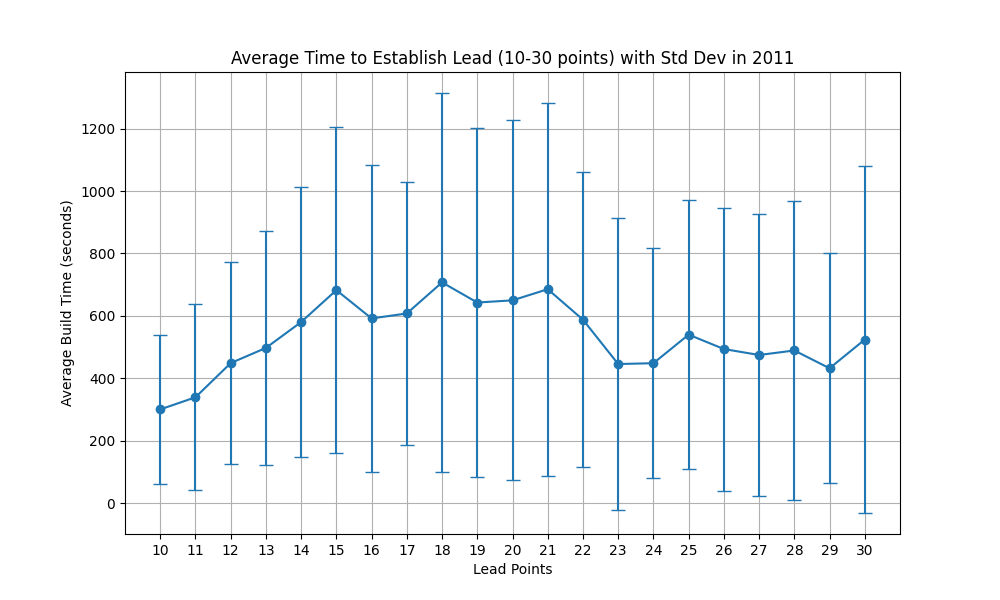 Average Time to Establish Lead (10-30 points) with Std Dev in 2011
Average Build Time (seconds)
1200
1000
800
600
400
200
0
10 11 12 13 14 15 16 17 18 19 20 21 22 23 24 25 26 27 28 29 30
Lead Points